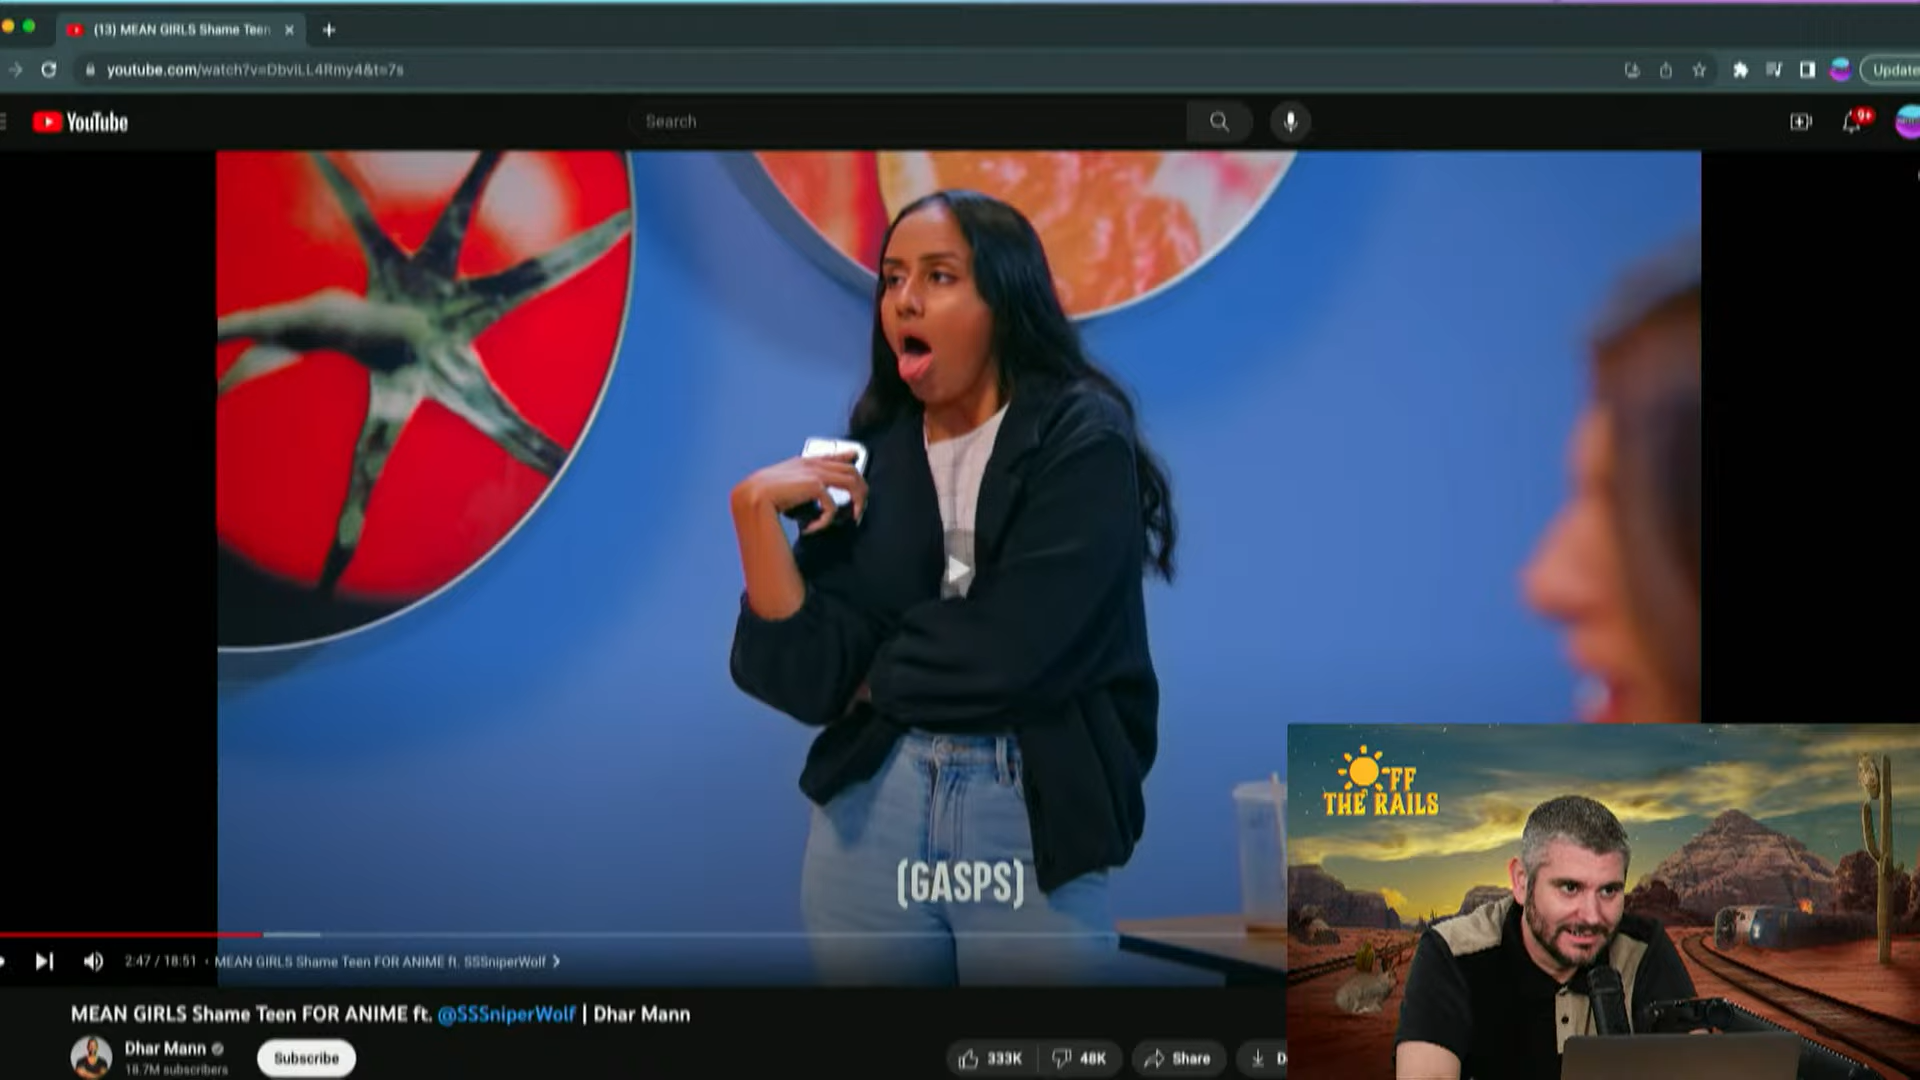 (13) MEAN GIRLS Shame Teen
youtube.com/watch?v=DbviLL4Rmy4&t=7s
Update
YouTube
Search
9+
(GASPS)
OFF
THE RAILS
2:47 / 18:51 • MEAN GIRLS Shame Teen FOR ANIME ft. SSSniperWolf
MEAN GIRLS Shame Teen FOR ANIME ft. @SSSniperWolf | Dhar Mann
Dhar Mann
18.7M subscribers
Subscribe
333K
48K
Share
D